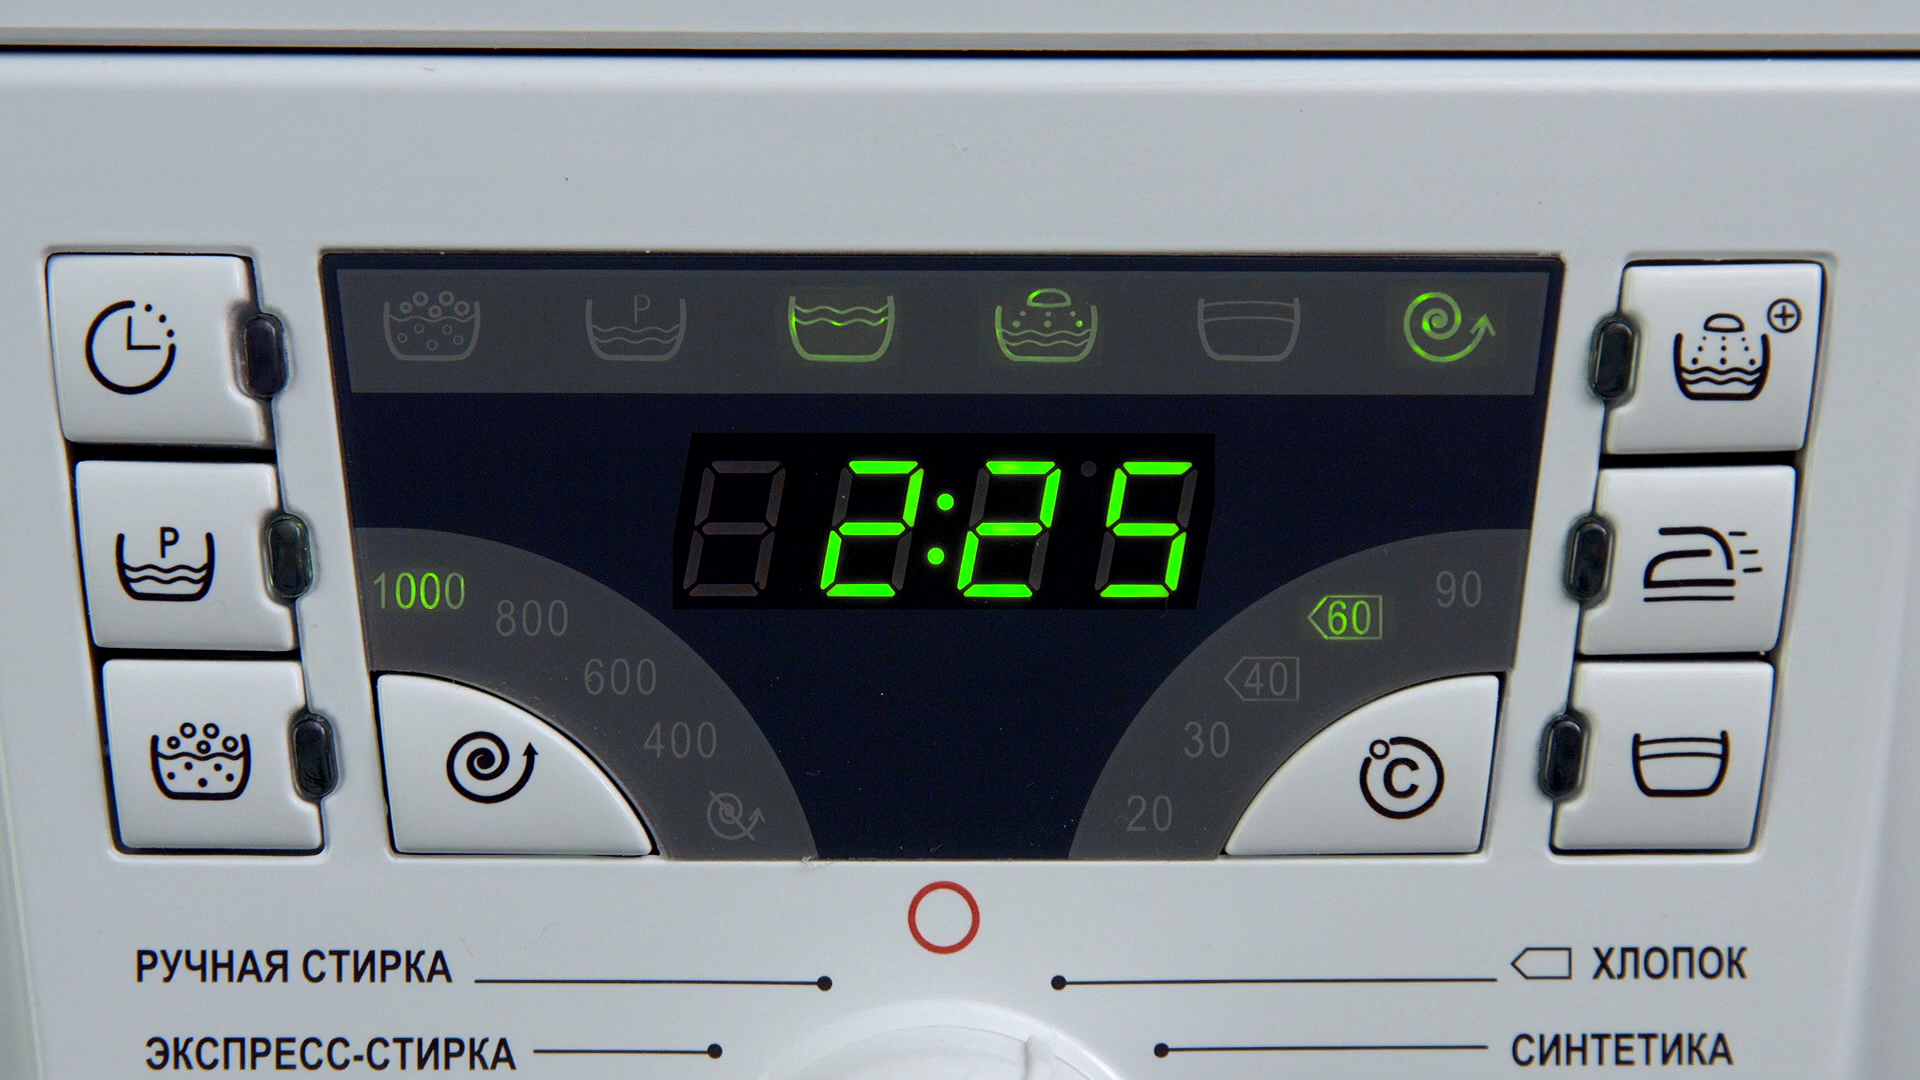 P
2:25
1000
800
600
400
90
60
40
30
20
P
°C
РУЧНАЯ СТИРКА
ХЛОПОК
ЭКСПРЕСС-СТИРКА
СИНТЕТИКА